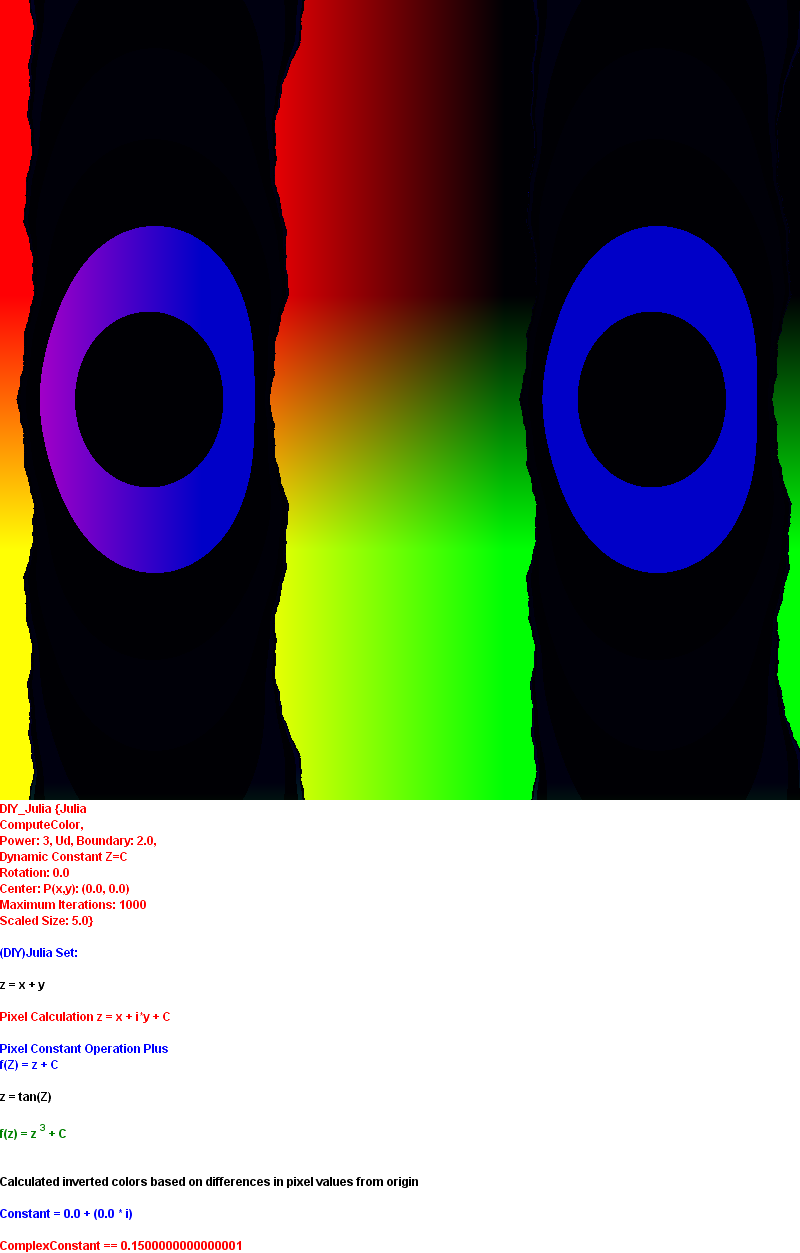 DIY_Julia {Julia
ComputeColor,
Power: 3, Ud, Boundary: 2.0,
Dynamic Constant Z=C
Rotation: 0.0
Center: P(x,y): (0.0, 0.0)
Maximum Iterations: 1000
Scaled Size: 5.0}
(DIY)Julia Set:
z = x + y
Pixel Calculation z = x + i*y + C
Pixel Constant Operation Plus
f(Z) = z + C
z = tan(Z)
f(z) = z 3 + C
Calculated inverted colors based on differences in pixel values from origin
Constant = 0.0 + (0.0 * i)
ComplexConstant == 0.1500000000000001